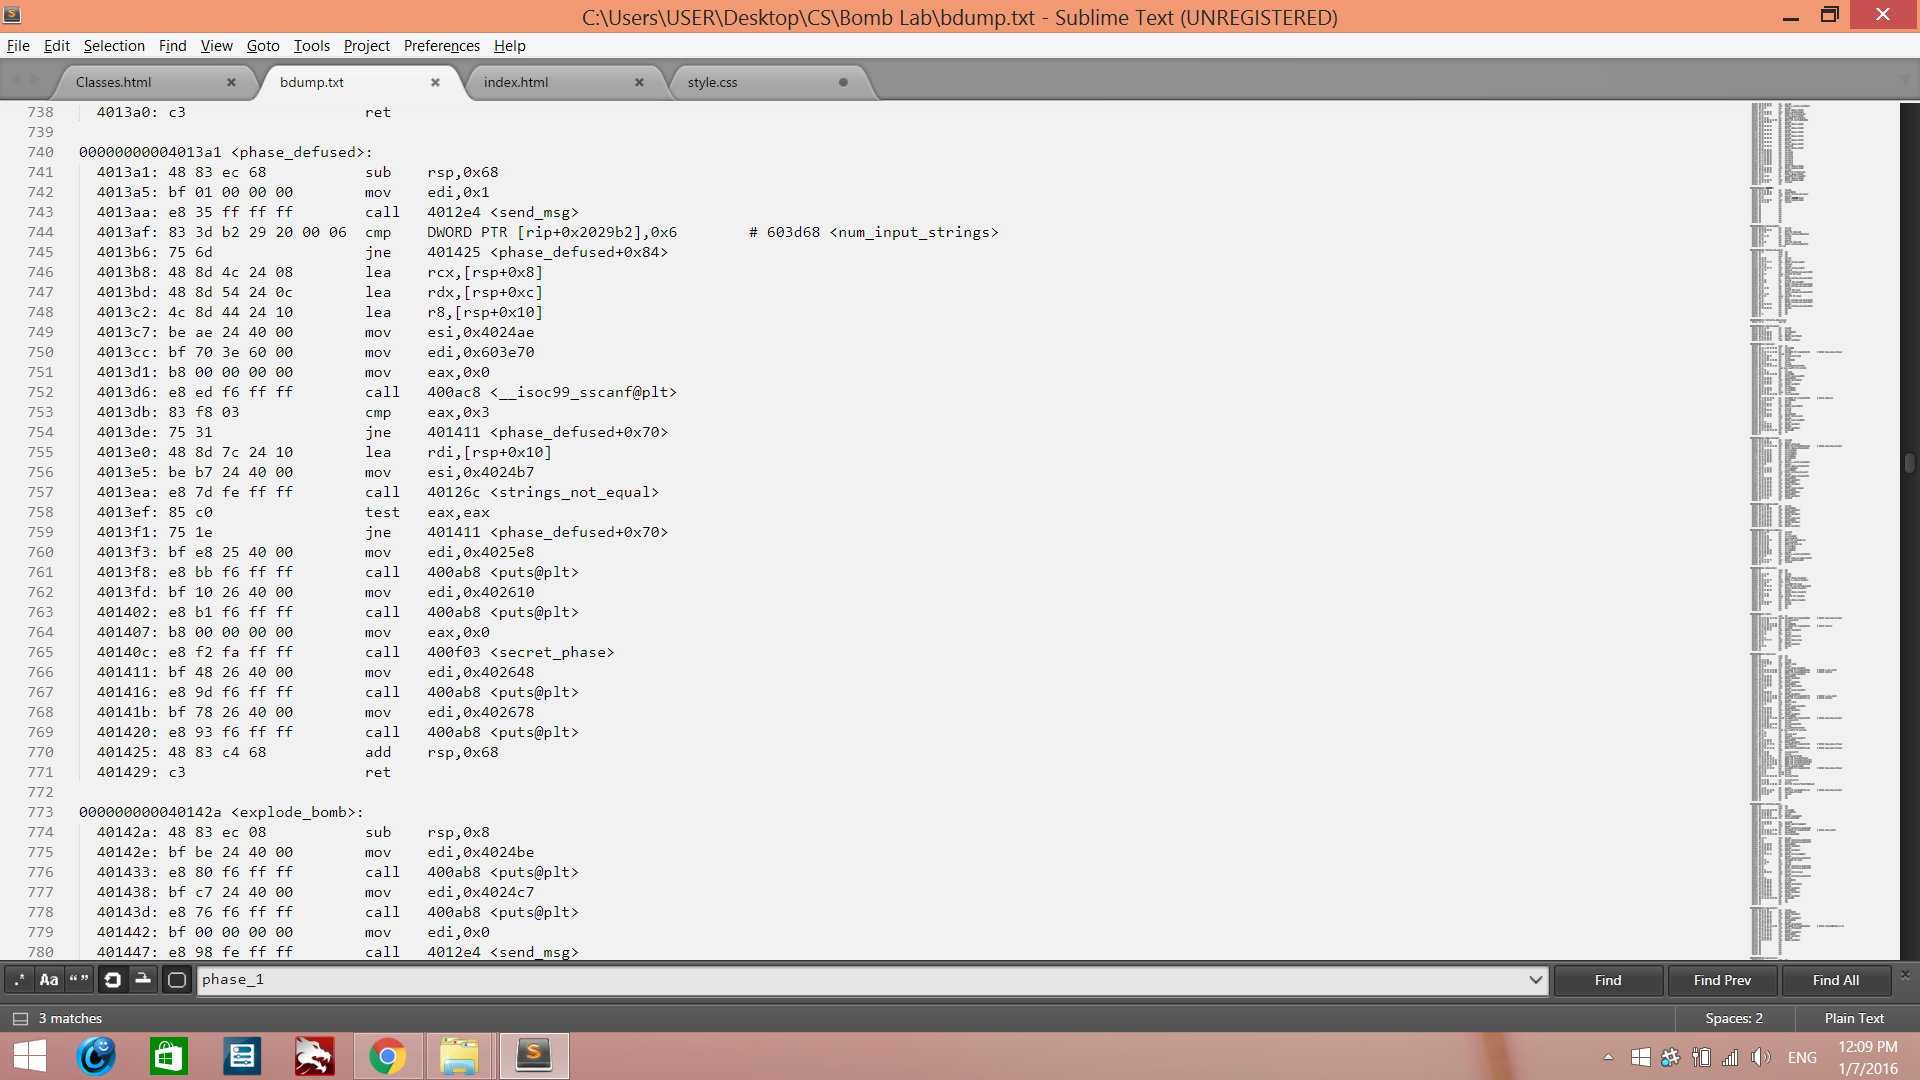 C:\Users\USER\Desktop\CS\Bomb Lab\bdump.txt - Sublime Text (UNREGISTERED)
File Edit Selection Find View Goto Tools Project Preferences Help
Classes.html bdump.txt index.html style.css
738 4013a0: c3 ret
739
740 00000000004013a1 <phase_defused>:
741 4013a1: 48 83 ec 68 sub rsp,0x68
742 4013a5: bf 01 00 00 00 mov edi,0x1
743 4013aa: e8 35 ff ff ff call 4012e4 <send_msg>
744 4013af: 83 3d b2 29 20 00 06 cmp DWORD PTR [rip+0x2029b2],0x6 # 603d68 <num_input_strings>
745 4013b6: 75 6d jne 401425 <phase_defused+0x84>
746 4013b8: 48 8d 4c 24 08 lea rcx,[rsp+0x8]
747 4013bd: 48 8d 54 24 0c lea rdx,[rsp+0xc]
748 4013c2: 4c 8d 44 24 10 lea r8,[rsp+0x10]
749 4013c7: be ae 24 40 00 mov esi,0x4024ae
750 4013cc: bf 70 3e 60 00 mov edi,0x603e70
751 4013d1: b8 00 00 00 00 mov eax,0x0
752 4013d6: e8 ed f6 ff ff call 400ac8 <__isoc99_sscanf@plt>
753 4013db: 83 f8 03 cmp eax,0x3
754 4013de: 75 31 jne 401411 <phase_defused+0x70>
755 4013e0: 48 8d 7c 24 10 lea rdi,[rsp+0x10]
756 4013e5: be b7 24 40 00 mov esi,0x4024b7
757 4013ea: e8 7d fe ff ff call 40126c <strings_not_equal>
758 4013ef: 85 c0 test eax,eax
759 4013f1: 75 1e jne 401411 <phase_defused+0x70>
760 4013f3: bf e8 25 40 00 mov edi,0x4025e8
761 4013f8: e8 bb f6 ff ff call 400ab8 <puts@plt>
762 4013fd: bf 10 26 40 00 mov edi,0x402610
763 401402: e8 b1 f6 ff ff call 400ab8 <puts@plt>
764 401407: b8 00 00 00 00 mov eax,0x0
765 40140c: e8 f2 fa ff ff call 400f03 <secret_phase>
766 401411: bf 48 26 40 00 mov edi,0x402648
767 401416: e8 9d f6 ff ff call 400ab8 <puts@plt>
768 40141b: bf 78 26 40 00 mov edi,0x402678
769 401420: e8 93 f6 ff ff call 400ab8 <puts@plt>
770 401425: 48 83 c4 68 add rsp,0x68
771 401429: c3 ret
772
773 000000000040142a <explode_bomb>:
774 40142a: 48 83 ec 08 sub rsp,0x8
775 40142e: bf be 24 40 00 mov edi,0x4024be
776 401433: e8 80 f6 ff ff call 400ab8 <puts@plt>
777 401438: bf c7 24 40 00 mov edi,0x4024c7
778 40143d: e8 76 f6 ff ff call 400ab8 <puts@plt>
779 401442: bf 00 00 00 00 mov edi,0x0
780 401447: e8 98 fe ff ff call 4012e4 <send_msg>
.* Aa “” phase_1 Find Find Prev Find All
3 matches Spaces: 2 Plain Text
ENG 12:09 PM
1/7/2016